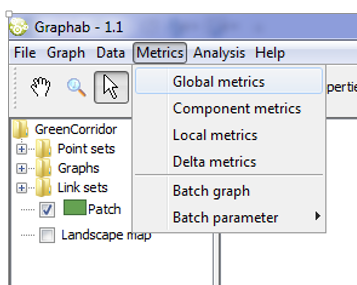 Graphab - 1.1
File Graph Data Metrics Analysis Help
Global metrics
Component metrics
Local metrics
Delta metrics
Batch graph
Batch parameter
GreenCorridor
Point sets
Graphs
Link sets
Patch
Landscape map